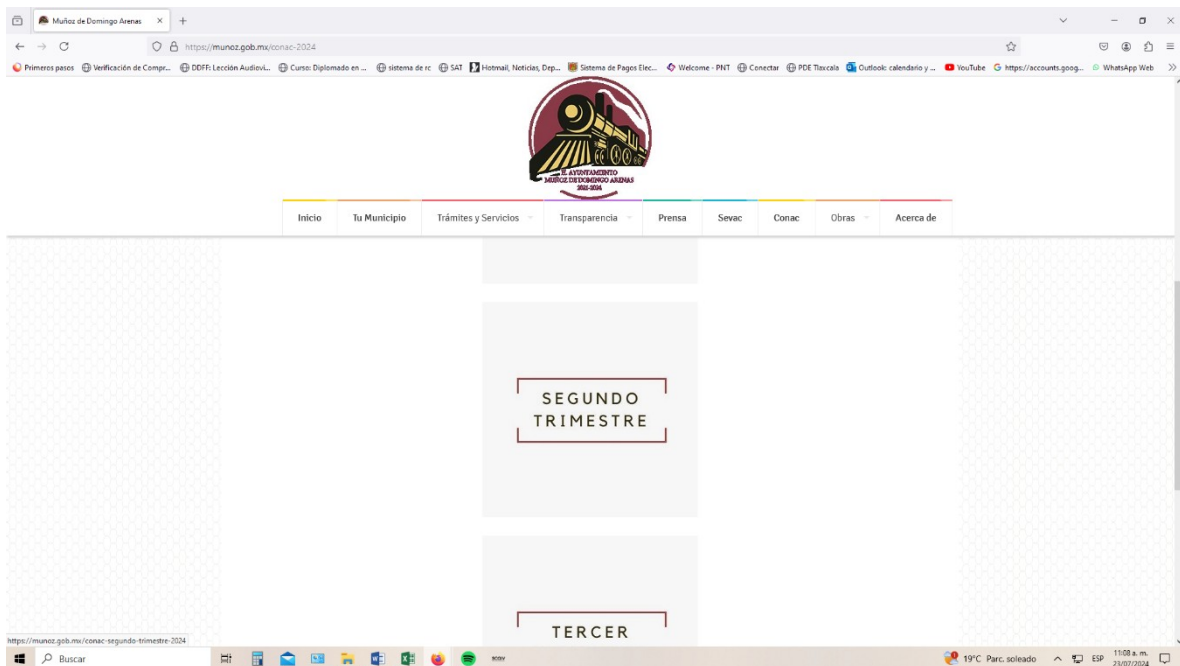 Muñoz de Domingo Arenas
https://munoz.gob.mx/conac-2024
Primeros pasos Verificación de Compr... DDFF: Lección Audiovi... Curso: Diplomado en ... sistema de rc SAT Hotmail, Noticias, Dep... Sistema de Pagos Elec... Welcome - PNT Conectar PDE Tlaxcala Outlook: calendario y ... YouTube https://accounts.goog... WhatsApp Web
H. AYUNTAMIENTO
MUÑOZ DE DOMINGO ARENAS
2021-2024
Inicio Tu Municipio Trámites y Servicios Transparencia Prensa Sevac Conac Obras Acerca de
SEGUNDO
TRIMESTRE
TERCER
https://munoz.gob.mx/conac-segundo-trimestre-2024
Buscar 19°C Parc. soleado ESP 11:08 a. m.
23/07/2024